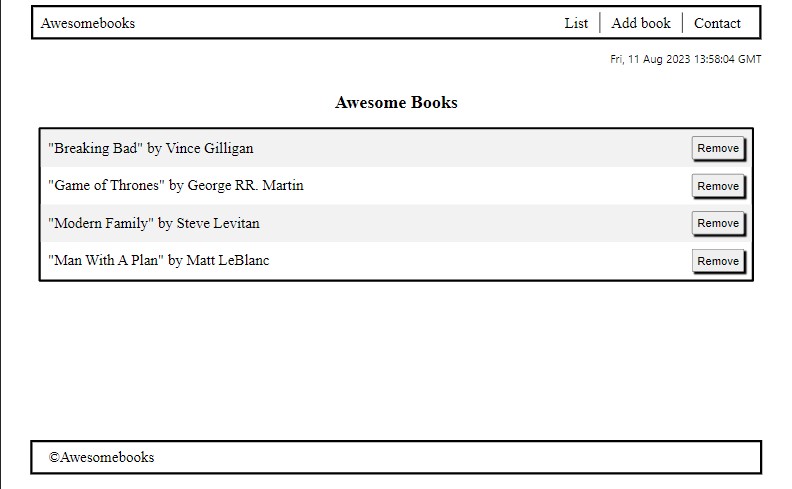 Awesomebooks List Add book Contact
Fri, 11 Aug 2023 13:58:04 GMT
Awesome Books
"Breaking Bad" by Vince Gilligan Remove
"Game of Thrones" by George RR. Martin Remove
"Modern Family" by Steve Levitan Remove
"Man With A Plan" by Matt LeBlanc Remove
©Awesomebooks